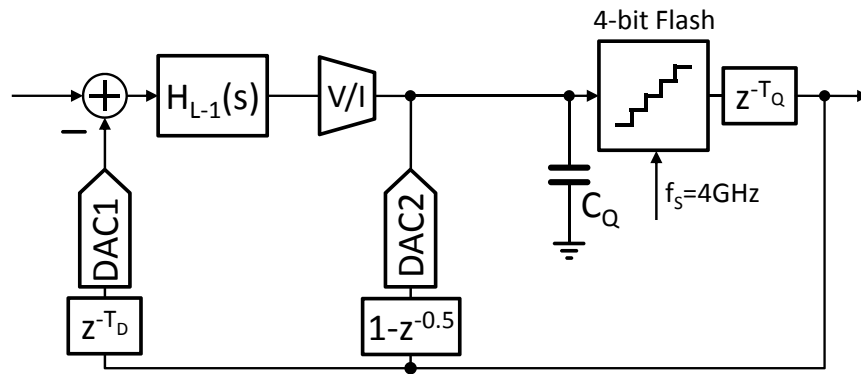 4-bit Flash
+
H_{L-1}(s)
V/I
z^{-T_Q}
−
DAC1
DAC2
C_Q
f_S=4GHz
z^{-T_D}
1-z^{-0.5}